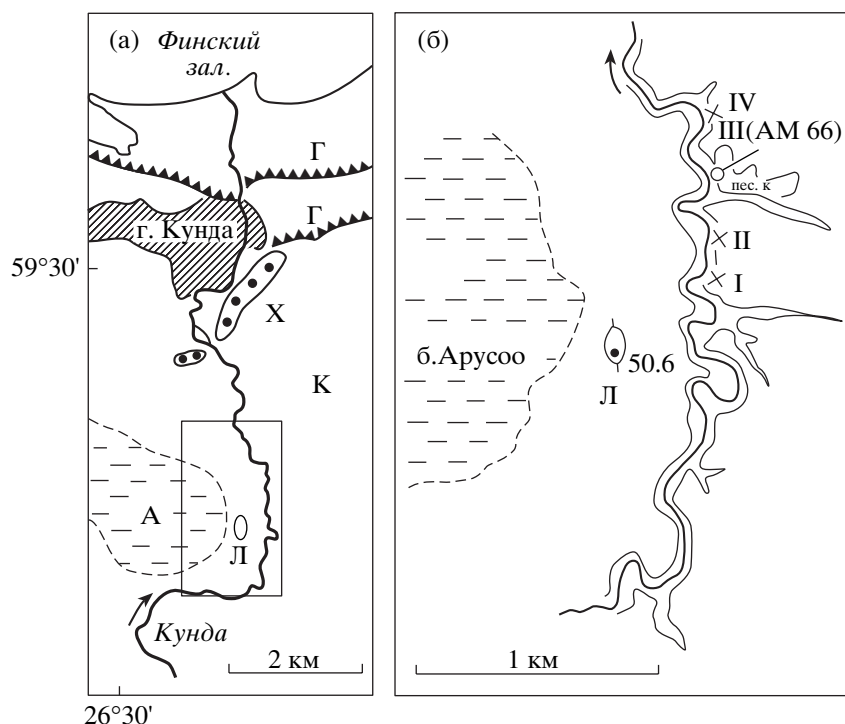 (а)
Финский
зал.
Г
г. Кунда
Г
59°30'
Х
К
А
Л
Кунда
2 км
26°30'
(б)
IV
III(АМ 66)
пес. к
II
I
б.Арусоо
50.6
Л
1 км